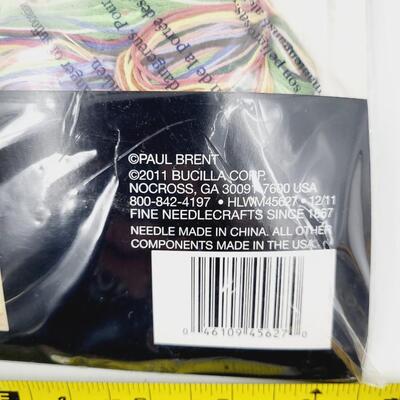 ©PAUL BRENT
©2011 BUCILLA CORP.
NOCROSS, GA 30091-7600 USA
800-842-4197 • HLWM45627 • 12/11
FINE NEEDLECRAFTS SINCE 1867
NEEDLE MADE IN CHINA. ALL OTHER
COMPONENTS MADE IN THE USA.
0 46109 45627 0